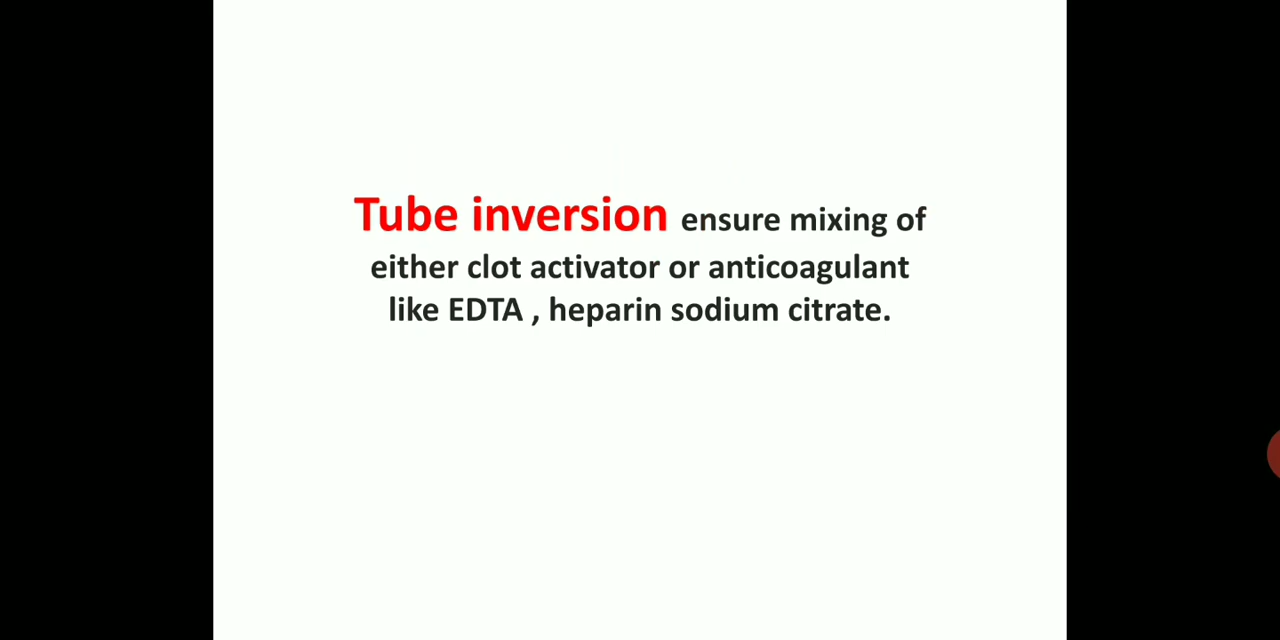 Tube inversion ensure mixing of
either clot activator or anticoagulant
like EDTA , heparin sodium citrate.